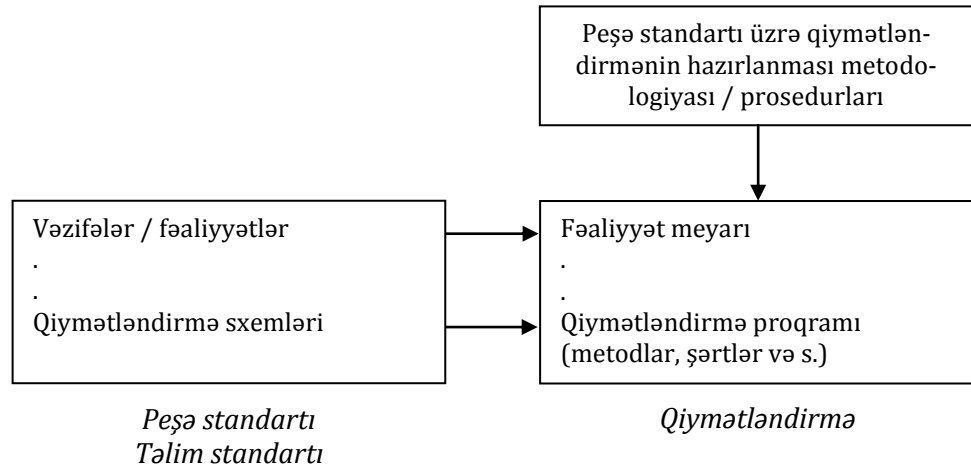 Peşə standartı üzrə qiymətlən-
dirmənin hazırlanması metodo-
logiyası / prosedurları
Vəzifələr / fəaliyyətlər
.
.
Qiymətləndirmə sxemləri
Fəaliyyət meyarı
.
.
Qiymətləndirmə proqramı
(metodlar, şərtlər və s.)
Peşə standartı
Təlim standartı
Qiymətləndirmə